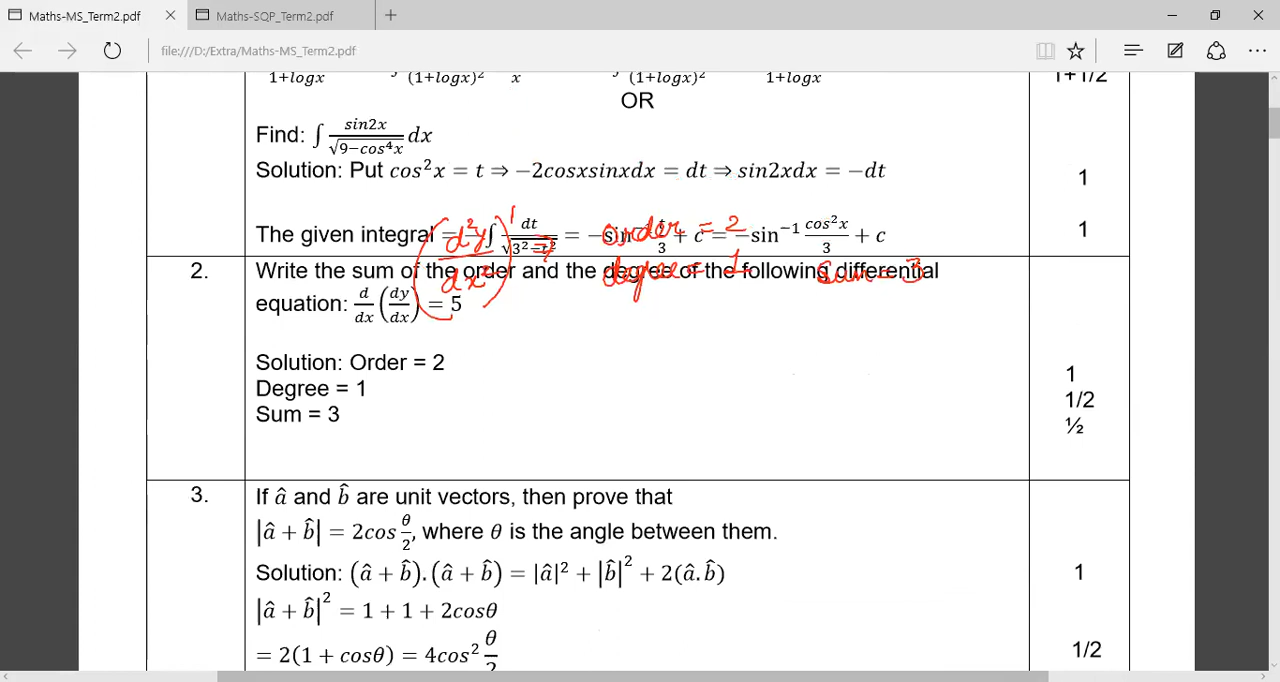 Maths-MS_Term2.pdf
Maths-SQP_Term2.pdf
file:///D:/Extra/Maths-MS_Term2.pdf
1+logx (1+logx)² x (1+logx)² 1+logx 1+1/2
OR
Find: ∫ sin2x/√(9−cos⁴x) dx
Solution: Put cos²x = t ⇒ −2cosxsinxdx = dt ⇒ sin2xdx = −dt 1
The given integral = −∫ dt/√(3²−t²) = −sin⁻¹ t/3 + c = −sin⁻¹ cos²x/3 + c 1
(d²y/dx²)¹ ⇒ order = 2
degree = 1 Sum = 3
2. Write the sum of the order and the degree of the following differential
equation: d/dx (dy/dx) = 5
Solution: Order = 2
Degree = 1 1
Sum = 3 1/2
½
3. If â and b̂ are unit vectors, then prove that
|â + b̂| = 2cos θ/2, where θ is the angle between them.
Solution: (â + b̂).(â + b̂) = |â|² + |b̂|² + 2(â.b̂) 1
|â + b̂|² = 1 + 1 + 2cosθ
= 2(1 + cosθ) = 4cos² θ/2 1/2